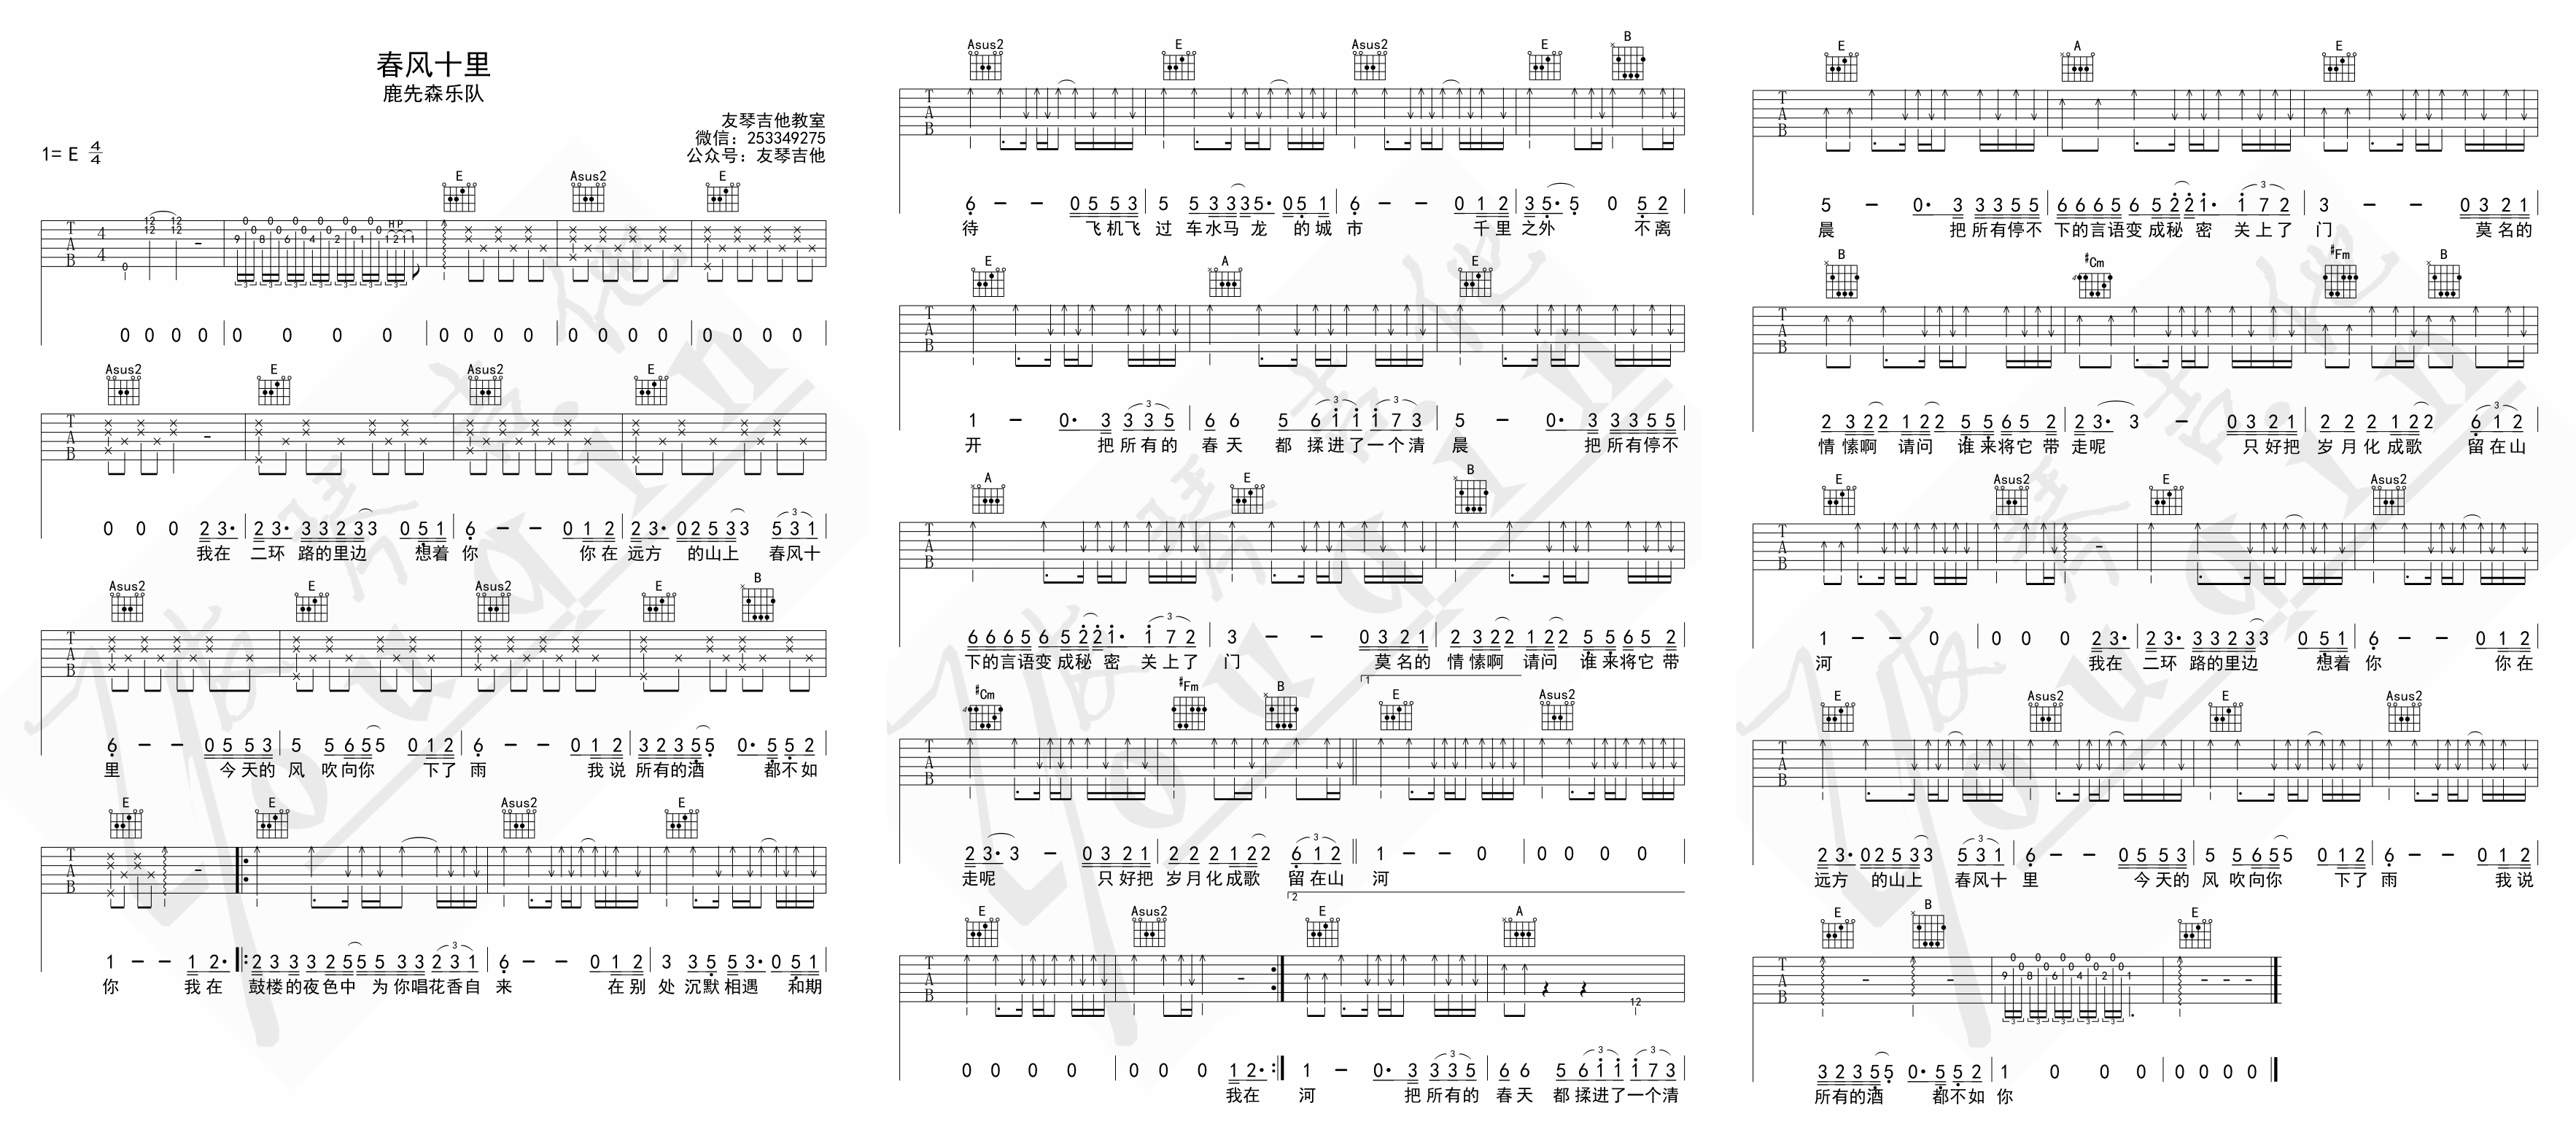 春风十里
鹿先森乐队
友琴吉他教室
微信：253349275
公众号：友琴吉他
1= E 4/4
E Asus2 E
0 0 0 0 | 0 0 0 0 | 0 0 0 0 | 0 0 0 0 | 0 0 0 0
Asus2 E Asus2 E
0 0 0 2 3· | 2 3· 3 3 2 3 3 0 5 1 | 6 - - 0 1 2 | 2 3· 0 2 5 3 3 5 3 1
我在 二环 路的里边 想着 你 你在 远方 的山上 春风十
Asus2 E Asus2 E B
6 - - 0 5 5 3 | 5 5 6 5 5 0 1 2 | 6 - - 0 1 2 | 3 2 3 5 5 0· 5 5 2
里 今天的 风 吹向你 下了 雨 我说 所有的酒 都不如
E E Asus2 E
1 - - 1 2· | 2 3 3 3 2 5 5 5 3 3 2 3 1 | 6 - - 0 1 2 | 3 3 5 5 3· 0 5 1
你 我在 鼓楼的夜色中 为你唱花香自 来 在别 处 沉默 相遇 和期
Asus2 E Asus2 E B
6 - - 0 5 5 3 | 5 5 3 3 3 5· 0 5 1 | 6 - - 0 1 2 | 3 5· 5 0 5 2
待 飞机飞 过 车水马 龙 的城 市 千里 之外 不离
E A E
1 - 0· 3 3 3 5 | 6 6 5 6 1 1 1 7 3 | 5 - 0· 3 3 3 5 5
开 把 所有的 春天 都 揉进了一个清 晨 把 所有停不
A E B
6 6 6 5 6 5 2 2 1· 1 7 2 | 3 - - 0 3 2 1 | 2 3 2 2 1 2 2 5 5 6 5 2
下的言语变 成秘 密 关上了 门 莫名的 情愫啊 请问 谁来将它 带
#Cm #Fm B E Asus2
2 3· 3 - 0 3 2 1 | 2 2 2 1 2 2 6 1 2 | 1 - - 0 | 0 0 0 0
走呢 只好把 岁月化成歌 留在山 河
E Asus2 E A
0 0 0 0 | 0 0 0 1 2· | 1 - 0· 3 3 3 5 | 6 6 5 6 1 1 1 7 3
我在 河 把 所有的 春天 都 揉进了一个清
E A E
5 - 0· 3 3 3 5 5 | 6 6 6 5 6 5 2 2 1· 1 7 2 | 3 - - 0 3 2 1
晨 把 所有停不 下的言语变 成秘 密 关上了 门 莫名的
B #Cm #Fm B
2 3 2 2 1 2 2 5 5 6 5 2 | 2 3· 3 - 0 3 2 1 | 2 2 2 1 2 2 6 1 2
情愫啊 请问 谁来将它 带 走呢 只好把 岁月化成歌 留在山
E Asus2 E Asus2
1 - - 0 | 0 0 0 2 3· | 2 3· 3 3 2 3 3 0 5 1 | 6 - - 0 1 2
河 我在 二环 路的里边 想着 你 你在
E Asus2 E Asus2
2 3· 0 2 5 3 3 5 3 1 | 6 - - 0 5 5 3 | 5 5 6 5 5 0 1 2 | 6 - - 0 1 2
远方 的山上 春风十 里 今天的 风 吹向你 下了 雨 我说
E B E
3 2 3 5 5 0· 5 5 2 | 1 0 0 0 | 0 0 0 0
所有的酒 都不如 你